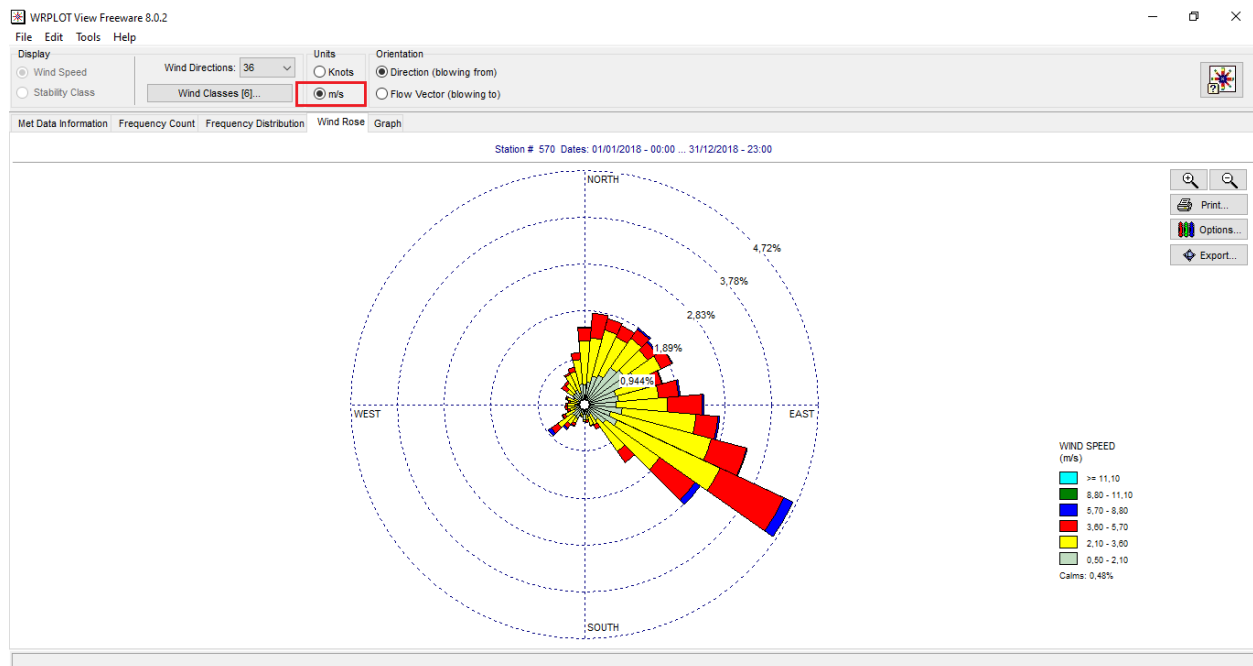 WRPLOT View Freeware 8.0.2
File Edit Tools Help
Display
Wind Speed
Stability Class
Wind Directions: 36
Wind Classes [6]...
Units
Knots
m/s
Orientation
Direction (blowing from)
Flow Vector (blowing to)
?
Met Data Information Frequency Count Frequency Distribution Wind Rose Graph
Station # 570 Dates: 01/01/2018 - 00:00 ... 31/12/2018 - 23:00
Print...
Options...
Export...
NORTH
4,72%
3,78%
2,83%
1,89%
0,944%
WEST
EAST
SOUTH
WIND SPEED
(m/s)
>= 11,10
8,80 - 11,10
5,70 - 8,80
3,60 - 5,70
2,10 - 3,60
0,50 - 2,10
Calms: 0,48%